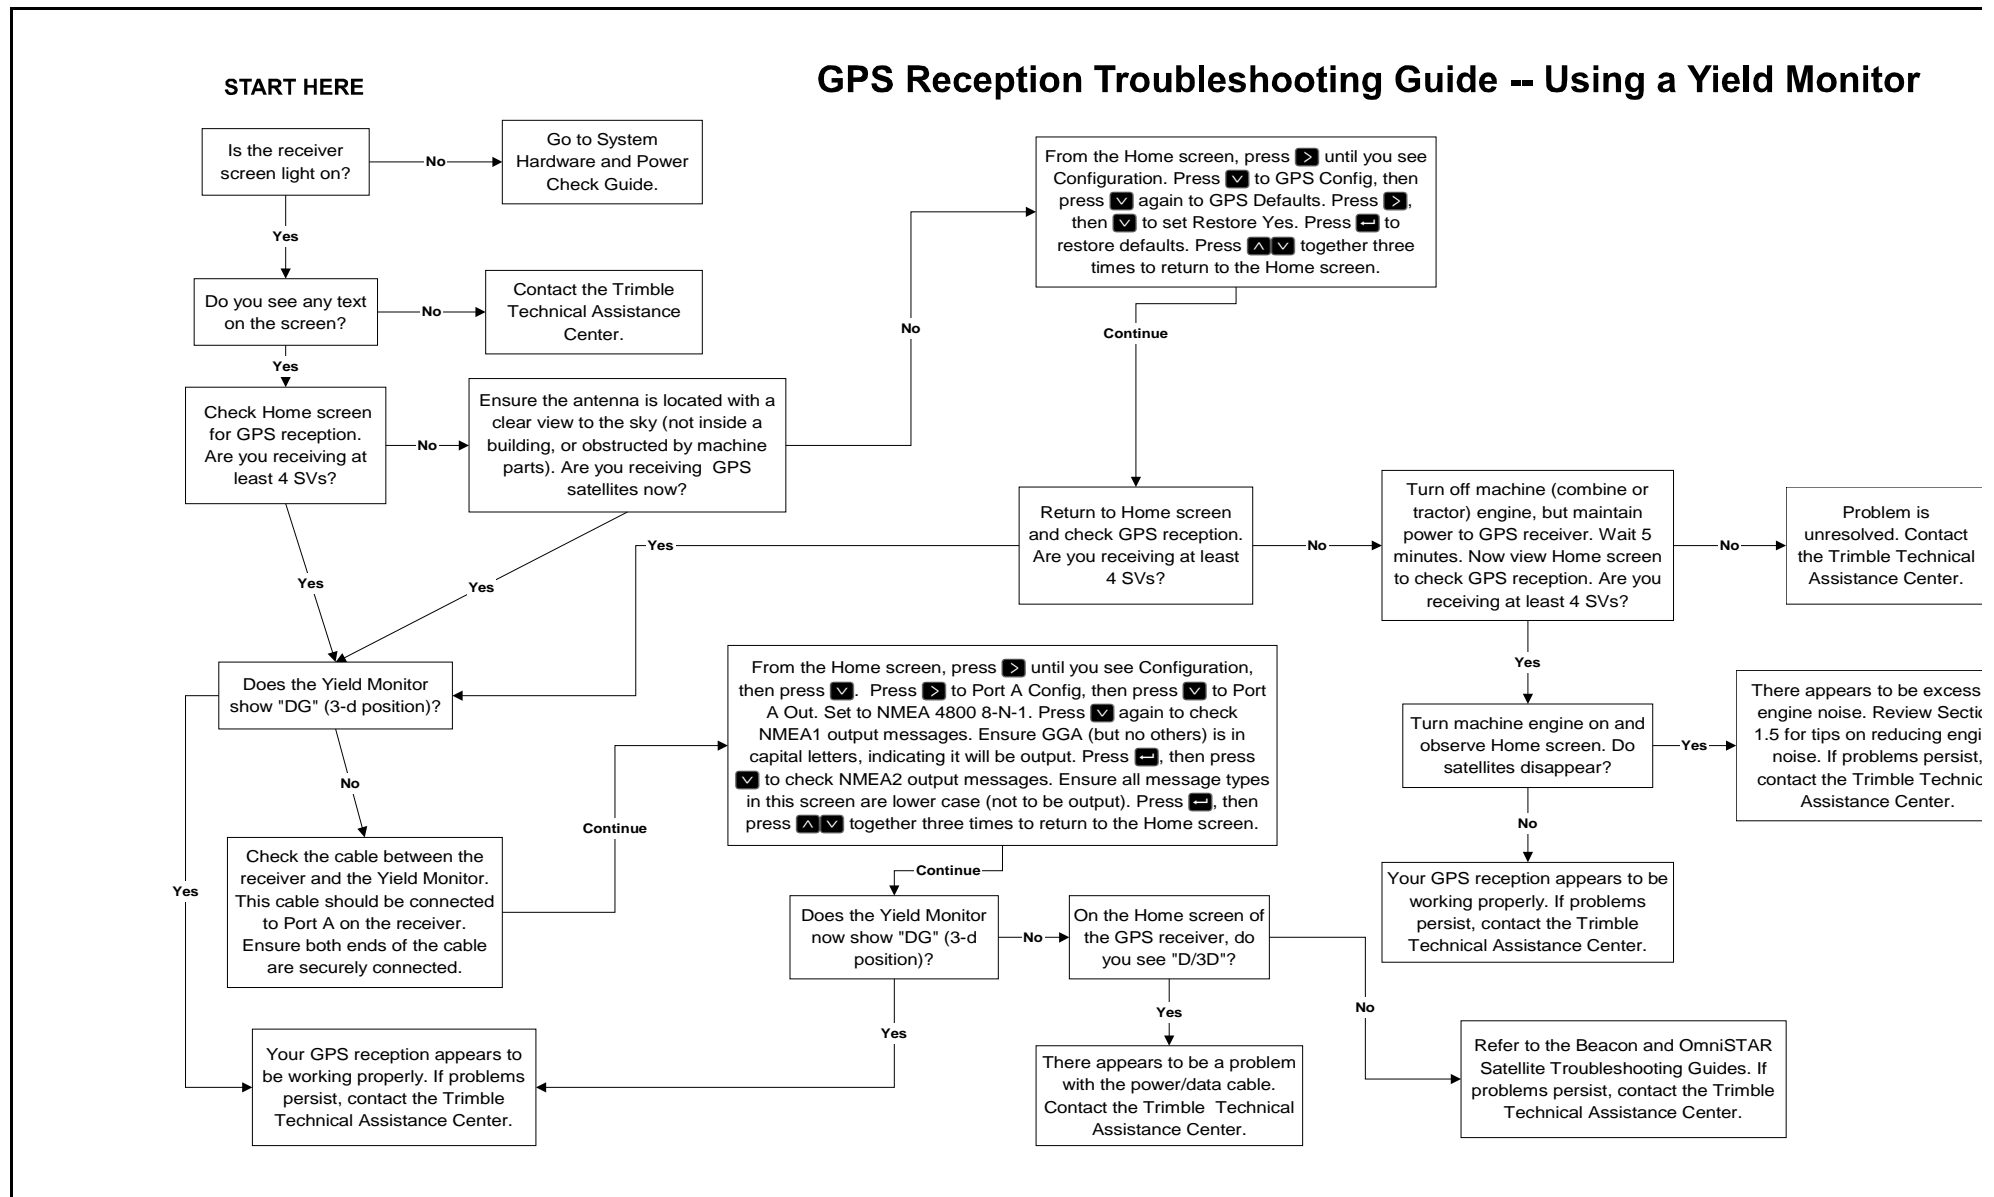 GPS Reception Troubleshooting Guide -- Using a Yield Monitor
START HERE
Is the receiver
screen light on?
No
Go to System
Hardware and Power
Check Guide.
Yes
Do you see any text
on the screen?
No
Contact the Trimble
Technical Assistance
Center.
Yes
Check Home screen
for GPS reception.
Are you receiving at
least 4 SVs?
No
Ensure the antenna is located with a
clear view to the sky (not inside a
building, or obstructed by machine
parts). Are you receiving GPS
satellites now?
No
From the Home screen, press > until you see
Configuration. Press ∨ to GPS Config, then
press ∨ again to GPS Defaults. Press >,
then ∨ to set Restore Yes. Press ↵ to
restore defaults. Press ∧ ∨ together three
times to return to the Home screen.
Continue
Return to Home screen
and check GPS reception.
Are you receiving at least
4 SVs?
Yes
No
Turn off machine (combine or
tractor) engine, but maintain
power to GPS receiver. Wait 5
minutes. Now view Home screen
to check GPS reception. Are you
receiving at least 4 SVs?
No
Problem is
unresolved. Contact
the Trimble Technical
Assistance Center.
Yes
Turn machine engine on and
observe Home screen. Do
satellites disappear?
Yes
There appears to be excess
engine noise. Review
1.5 for tips on reducing
noise. If problems persist,
contact the Trimble
Assistance Center.
No
Your GPS reception appears to be
working properly. If problems
persist, contact the Trimble
Technical Assistance Center.
Yes
Yes
Does the Yield Monitor
show "DG" (3-d position)?
No
Check the cable between the
receiver and the Yield Monitor.
This cable should be connected
to Port A on the receiver.
Ensure both ends of the cable
are securely connected.
Continue
From the Home screen, press > until you see Configuration,
then press ∨. Press > to Port A Config, then press ∨ to Port
A Out. Set to NMEA 4800 8-N-1. Press ∨ again to check
NMEA1 output messages. Ensure GGA (but no others) is in
capital letters, indicating it will be output. Press ↵, then press
∨ to check NMEA2 output messages. Ensure all message types
in this screen are lower case (not to be output). Press ↵, then
press ∧ ∨ together three times to return to the Home screen.
Continue
Does the Yield Monitor
now show "DG" (3-d
position)?
No
On the Home screen of
the GPS receiver, do
you see "D/3D"?
No
Yes
There appears to be a problem
with the power/data cable.
Contact the Trimble Technical
Assistance Center.
Refer to the Beacon and OmniSTAR
Satellite Troubleshooting Guides. If
problems persist, contact the Trimble
Technical Assistance Center.
Yes
Yes
Your GPS reception appears to
be working properly. If problems
persist, contact the Trimble
Technical Assistance Center.